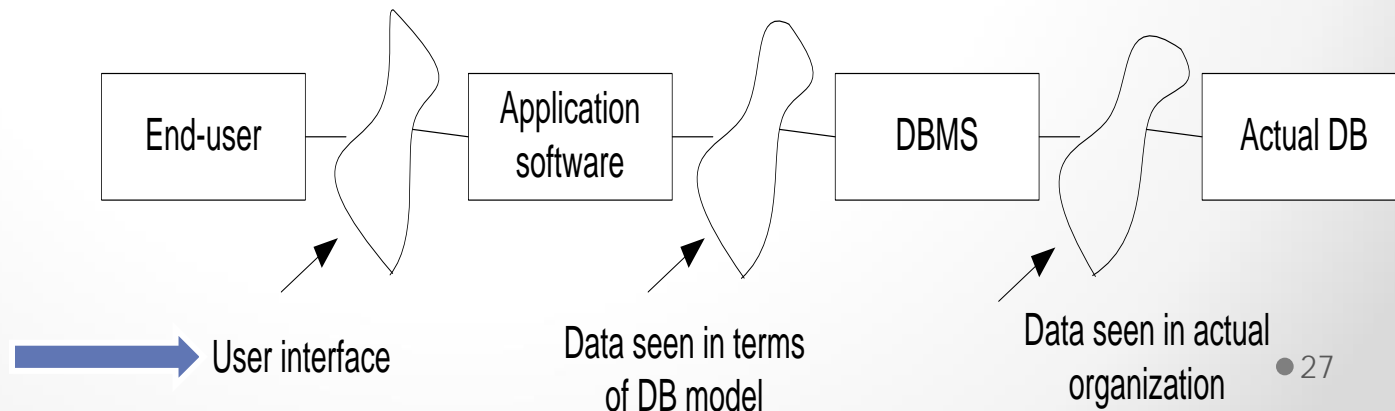 End-user
Application
software
DBMS
Actual DB
User interface
Data seen in terms
of DB model
Data seen in actual
organization
27